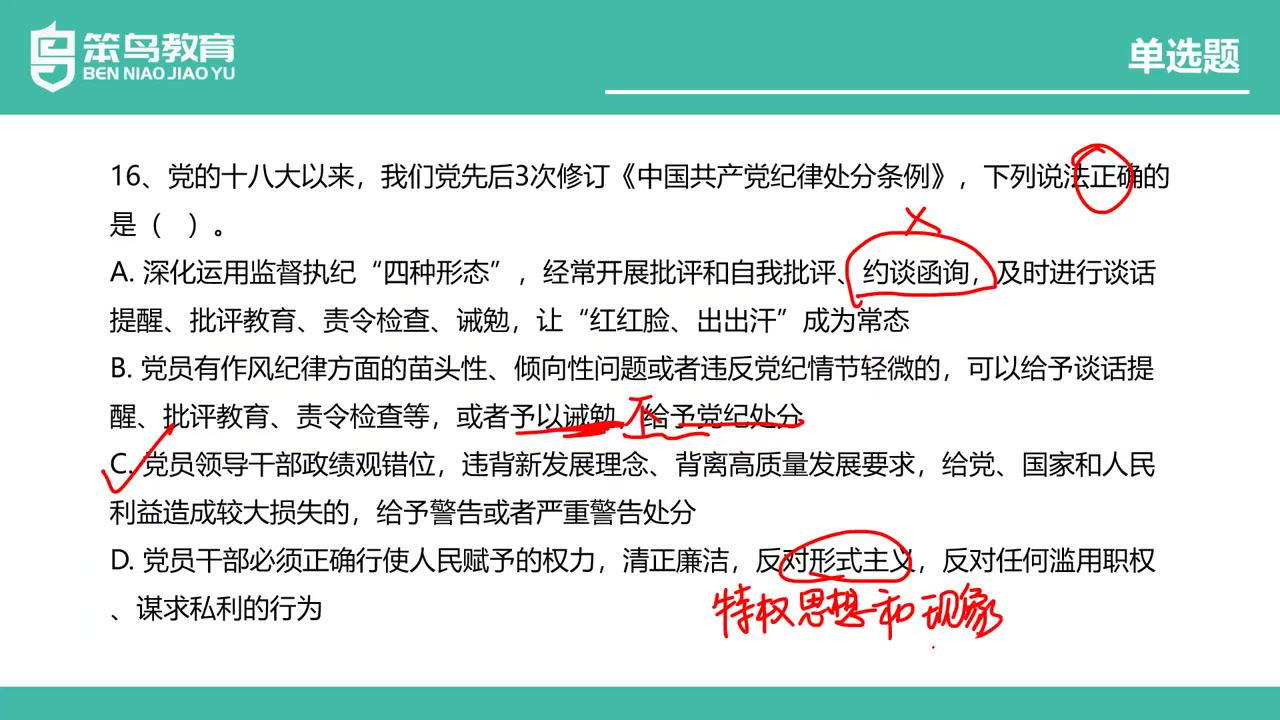 笨鸟教育
BEN NIAO JIAO YU
单选题
16、党的十八大以来，我们党先后3次修订《中国共产党纪律处分条例》，下列说法正确的
是（ ）。
A. 深化运用监督执纪“四种形态”，经常开展批评和自我批评、约谈函询，及时进行谈话
提醒、批评教育、责令检查、诫勉，让“红红脸、出出汗”成为常态
B. 党员有作风纪律方面的苗头性、倾向性问题或者违反党纪情节轻微的，可以给予谈话提
醒、批评教育、责令检查等，或者予以诫勉，给予党纪处分
不
C. 党员领导干部政绩观错位，违背新发展理念、背离高质量发展要求，给党、国家和人民
利益造成较大损失的，给予警告或者严重警告处分
D. 党员干部必须正确行使人民赋予的权力，清正廉洁，反对形式主义，反对任何滥用职权
、谋求私利的行为
特权思想和现象